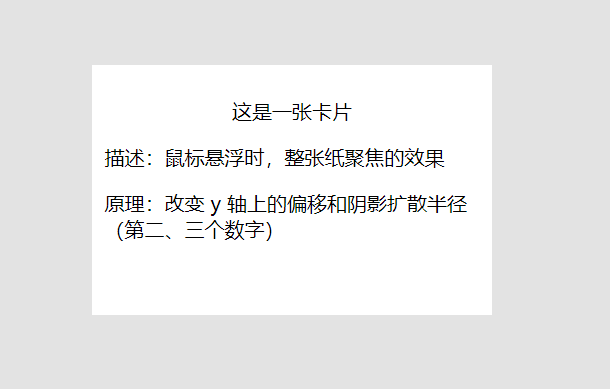 这是一张卡片
描述：鼠标悬浮时，整张纸聚焦的效果
原理：改变 y 轴上的偏移和阴影扩散半径
（第二、三个数字）